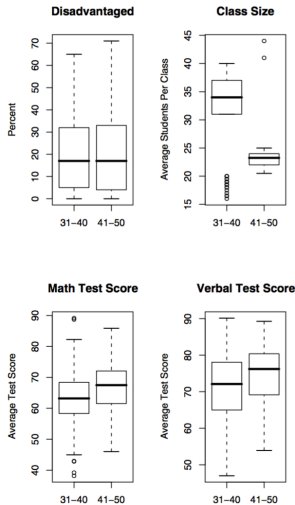 Disadvantaged
Percent
0 10 20 30 40 50 60 70
31−40 41−50
Class Size
Average Students Per Class
15 20 25 30 35 40 45
31−40 41−50
Math Test Score
Average Test Score
40 50 60 70 80 90
31−40 41−50
Verbal Test Score
Average Test Score
50 60 70 80 90
31−40 41−50